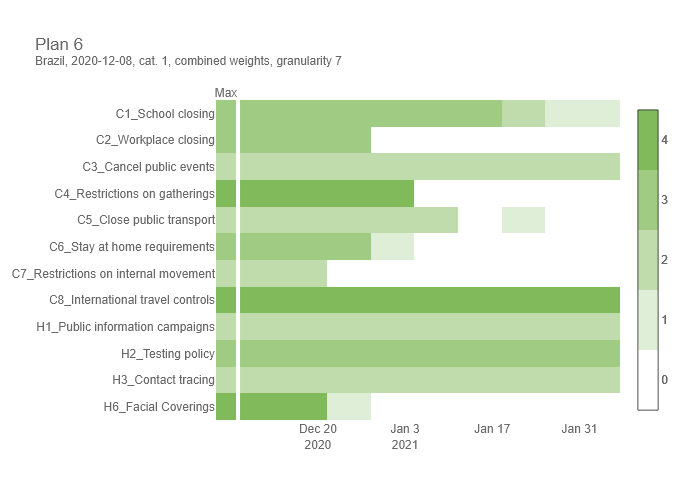 Plan 6
Brazil, 2020-12-08, cat. 1, combined weights, granularity 7
Max
C1_School closing
C2_Workplace closing
C3_Cancel public events
C4_Restrictions on gatherings
C5_Close public transport
C6_Stay at home requirements
C7_Restrictions on internal movement
C8_International travel controls
H1_Public information campaigns
H2_Testing policy
H3_Contact tracing
H6_Facial Coverings
Dec 20 Jan 3 Jan 17 Jan 31
2020 2021
4
3
2
1
0